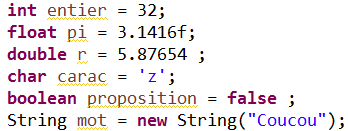 int entier = 32;
float pi = 3.1416f;
double r = 5.87654 ;
char carac = 'z';
boolean proposition = false ;
String mot = new String("Coucou");